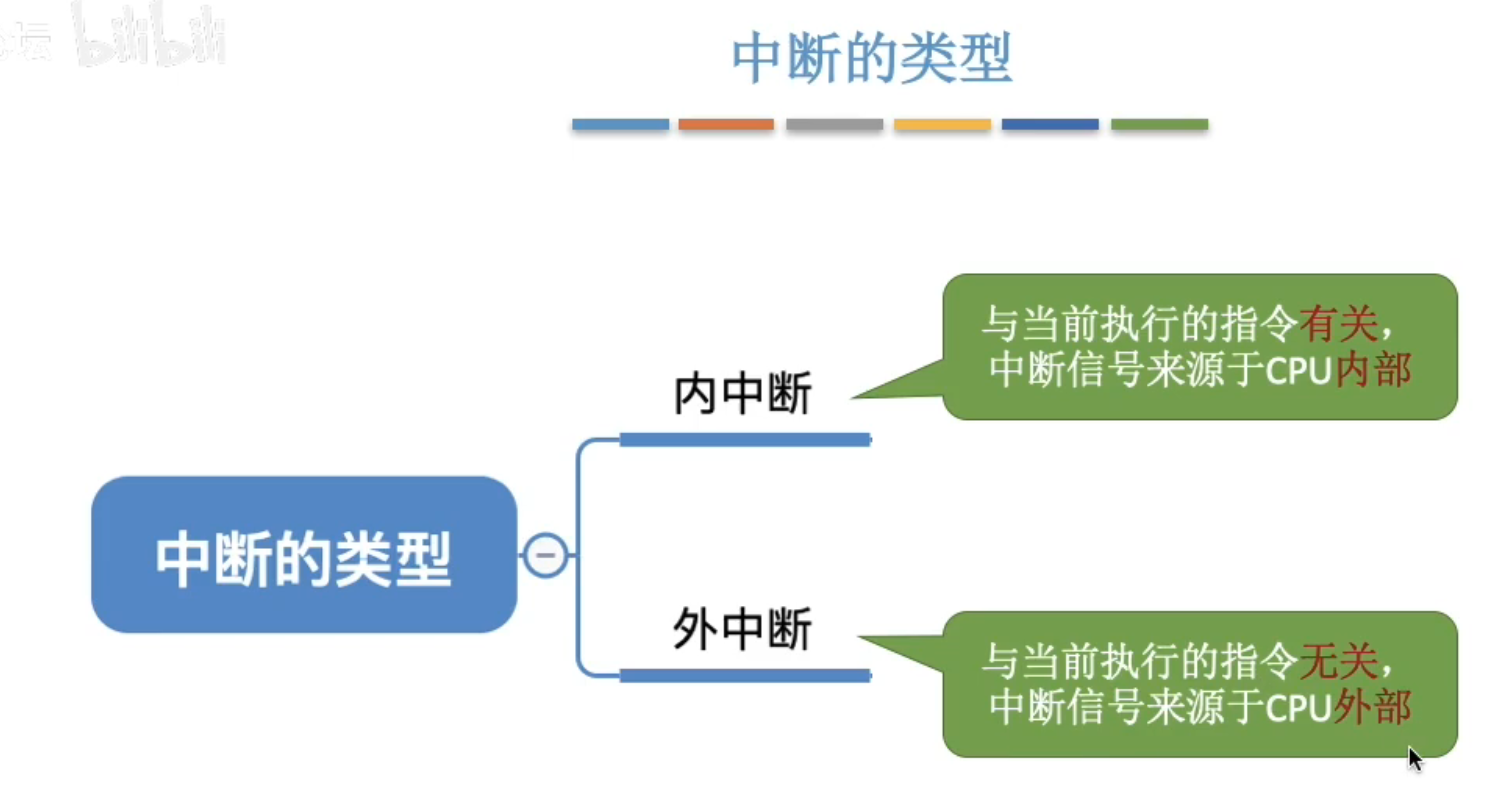 坛 bilibili
中断的类型
与当前执行的指令有关，
中断信号来源于CPU内部
内中断
中断的类型
外中断
与当前执行的指令无关，
中断信号来源于CPU外部